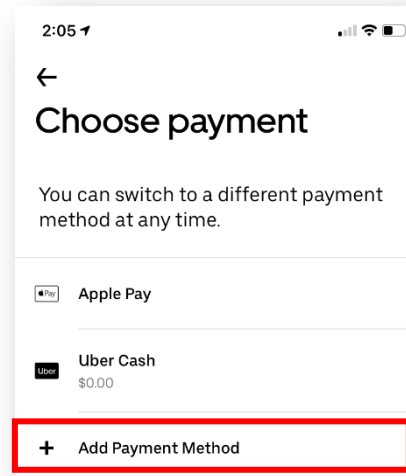 2:05
Choose payment
You can switch to a different payment
method at any time.
Pay
Apple Pay
Uber
Uber Cash
$0.00
+ Add Payment Method